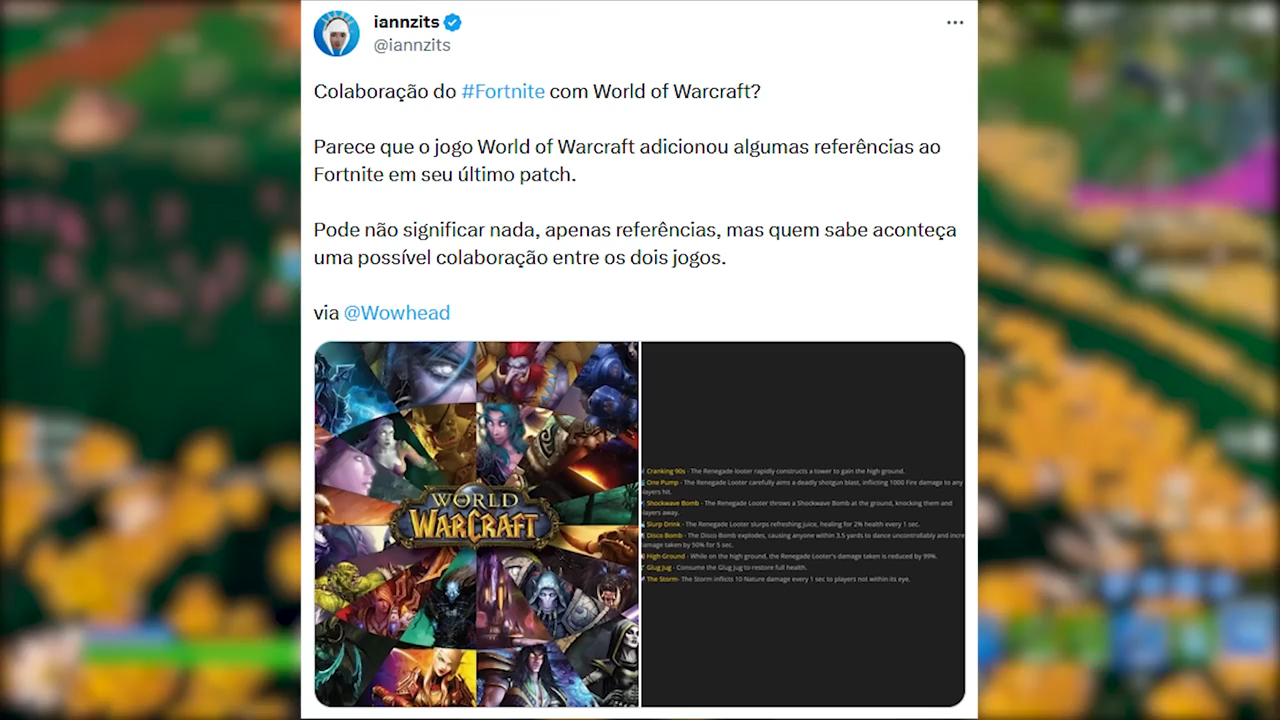 iannzits
@iannzits
Colaboração do #Fortnite com World of Warcraft?
Parece que o jogo World of Warcraft adicionou algumas referências ao
Fortnite em seu último patch.
Pode não significar nada, apenas referências, mas quem sabe aconteça
uma possível colaboração entre os dois jogos.
via @Wowhead
WORLD
WARCRAFT
Cranking 90s - The Renegade looter rapidly constructs a tower to gain the high ground.
One Pump - The Renegade Looter carefully aims a deadly shotgun blast, inflicting 1000 Fire damage to any
layers hit.
Shockwave Bomb - The Renegade Looter throws a Shockwave Bomb at the ground, knocking them and
layers away.
Slurp Drink - The Renegade Looter slurps refreshing juice, healing for 2% health every 1 sec.
Disco Bomb - The Disco Bomb explodes, causing anyone within 3.5 yards to dance uncontrollably and incre
amage taken by 50% for 5 sec.
High Ground - While on the high ground, the Renegade Looter's damage taken is reduced by 99%.
Glug Jug - Consume the Glug jug to restore full health.
The Storm- The Storm inflicts 10 Nature damage every 1 sec to players not within its eye.